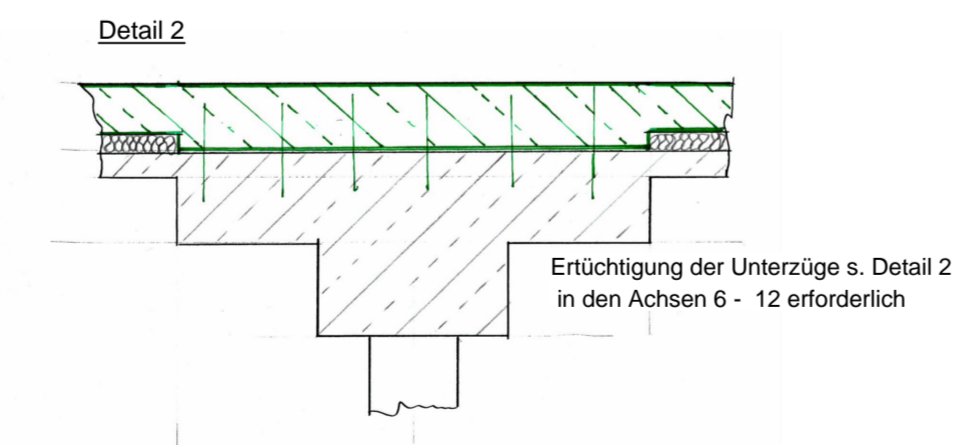 Detail 2
Ertüchtigung der Unterzüge s. Detail 2
in den Achsen 6 - 12 erforderlich